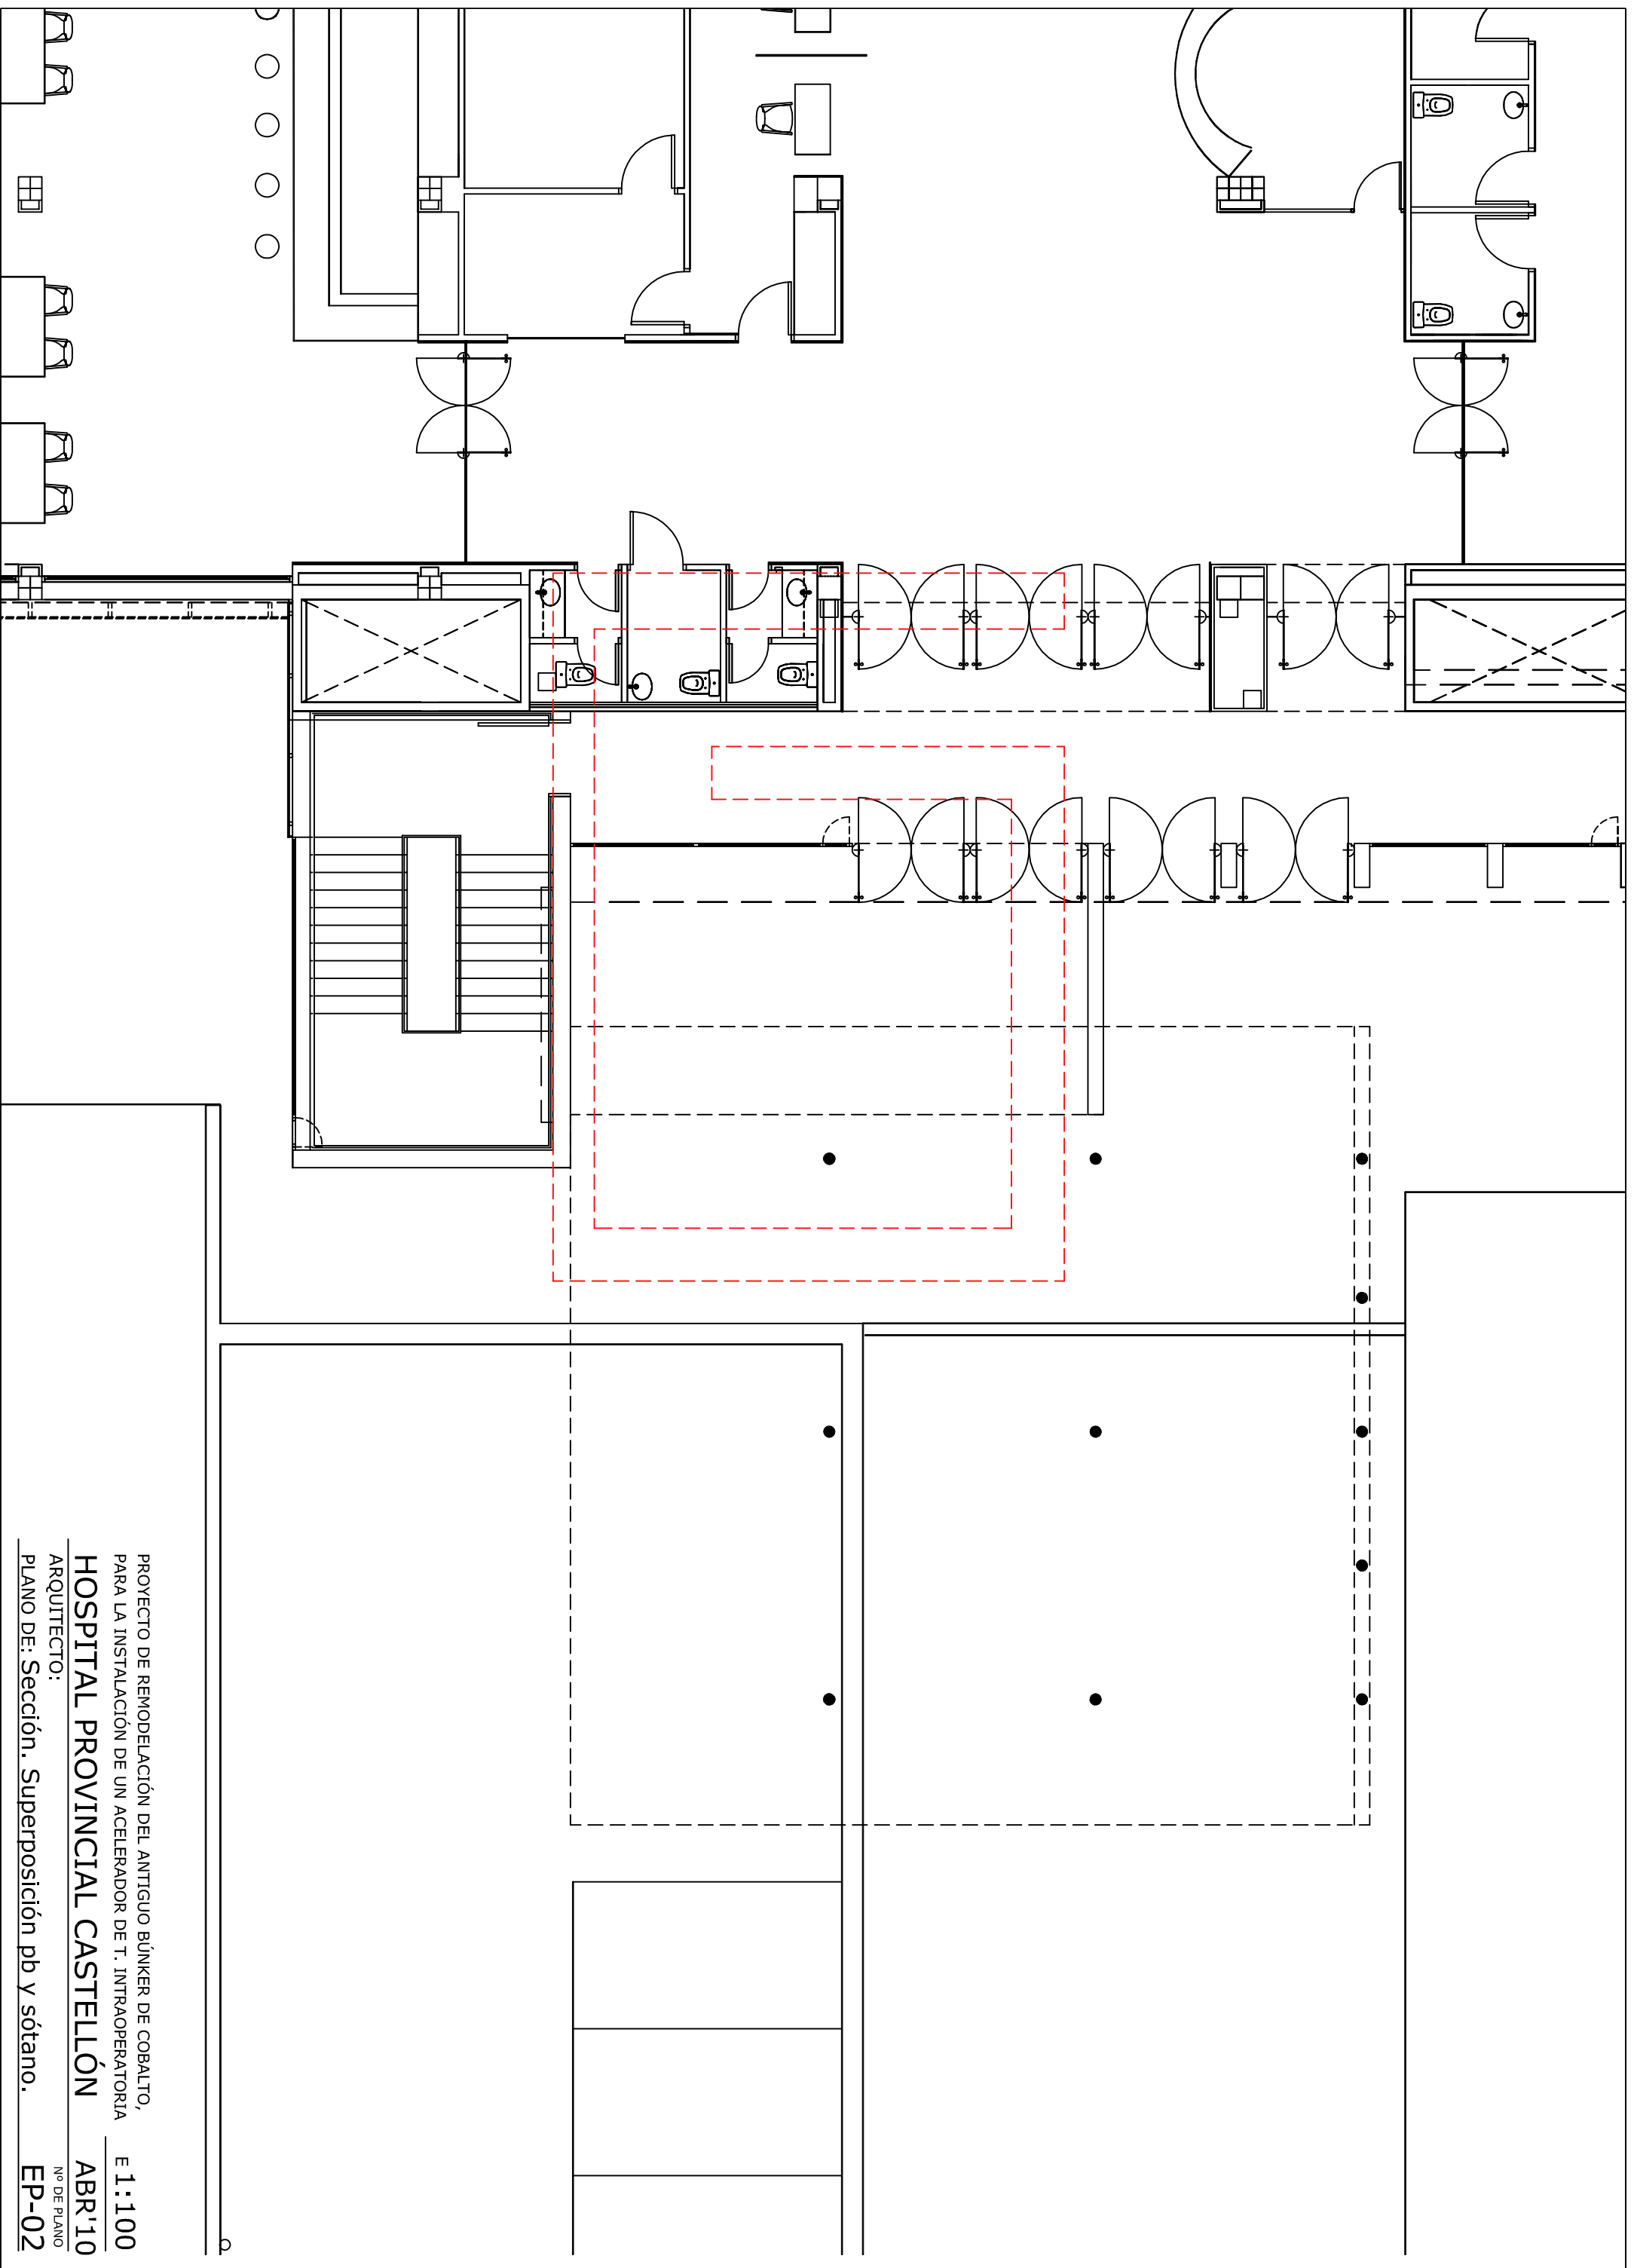 PROYECTO DE REMODELACIÓN DEL ANTIGUO BÚNKER DE COBALTO,
PARA LA INSTALACIÓN DE UN ACELERADOR DE T. INTRAOPERATORIA
E 1:100
HOSPITAL PROVINCIAL CASTELLÓN ABR'10
ARQUITECTO:
Nº DE PLANO
PLANO DE: Sección. Superposición pb y sótano. EP-02